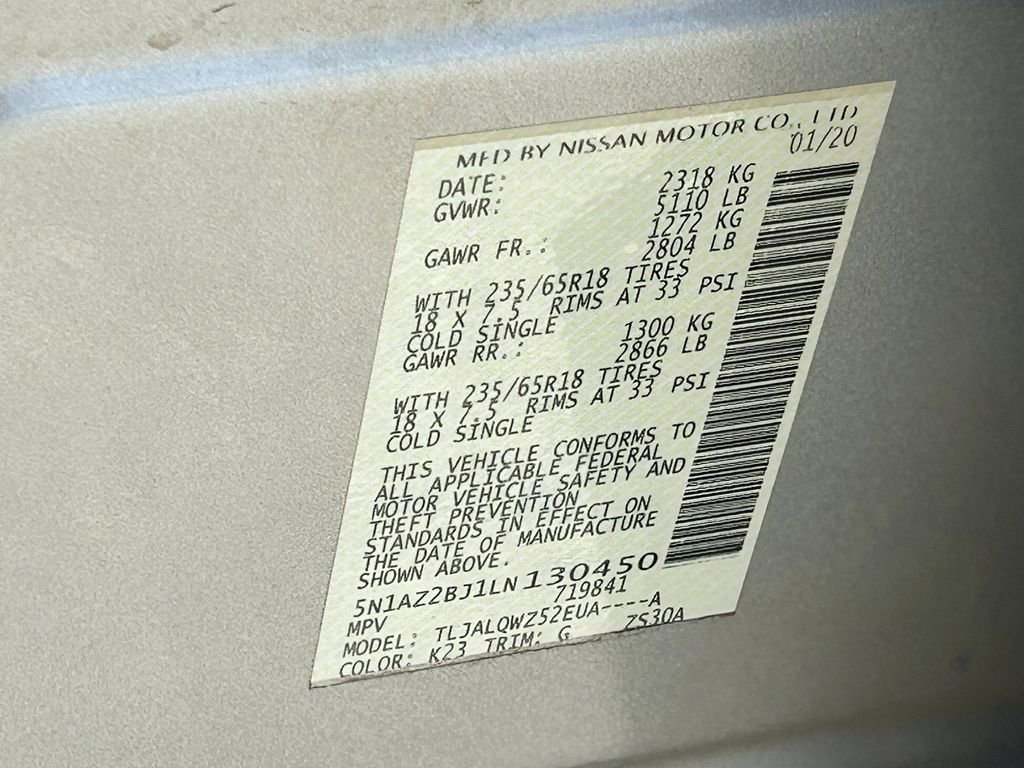 MFD BY NISSAN MOTOR CO., LTD
DATE: 01/20
GVWR: 2318 KG
5110 LB
GAWR FR.: 1272 KG
2804 LB
WITH 235/65R18 TIRES
18 X 7.5 RIMS AT 33 PSI
COLD SINGLE
GAWR RR.: 1300 KG
2866 LB
WITH 235/65R18 TIRES
18 X 7.5 RIMS AT 33 PSI
COLD SINGLE
THIS VEHICLE CONFORMS TO
ALL APPLICABLE FEDERAL
MOTOR VEHICLE SAFETY AND
THEFT PREVENTION
STANDARDS IN EFFECT ON
THE DATE OF MANUFACTURE
SHOWN ABOVE.
5N1AZ2BJ1LN130450
MPV 719841
MODEL: TLJALQWZ52EUA----A
COLOR: K23 TRIM: G ZS30A